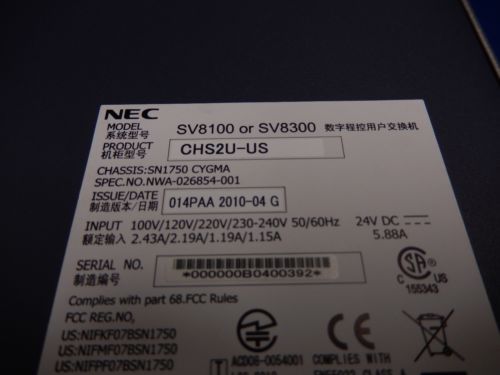 NEC
MODEL
系统型号 SV8100 or SV8300 数字程控用户交换机
PRODUCT
机柜型号 CHS2U-US
CHASSIS:SN1750 CYGMA
SPEC.NO.NWA-026854-001
ISSUE/DATE
制造版本/日期 014PAA 2010-04 G
INPUT 100V/120V/220V/230-240V 50/60Hz 24V DC
额定输入 2.43A/2.19A/1.19A/1.15A 5.88A
SERIAL NO.
制造编号 *000000B0400392*
C SA US
155343
Complies with part 68.FCC Rules
FCC REG.NO,
US:NIFKF07BSN1750
US:NIFMF07BSN1750
US:NIFPF07BSN1750
T ACD08-0054001
COMPLIES WITH